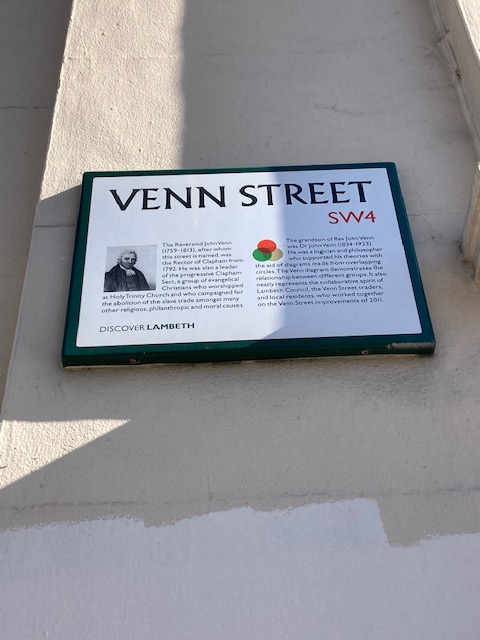 VENN STREET
SW4
The Reverend John Venn
(1759-1813), after whom
this street is named, was
the Rector of Clapham from
1792. He was also a leader
of the progressive Clapham
Sect, a group of evangelical
Christians who worshipped
at Holy Trinity Church and who campaigned for
the abolition of the slave trade amongst many
other religious, philanthropic and moral causes.
The grandson of Rev John Venn
was Dr John Venn (1834-1923).
He was a logician and philosopher
who supported his theories with
the aid of diagrams made from overlapping
circles. The Venn diagram demonstrates the
relationship between different groups. It also
neatly represents the collaborative spirit of
Lambeth Council, the Venn Street traders,
and local residents, who worked together
on the Venn Street improvements of 2011.
DISCOVER LAMBETH